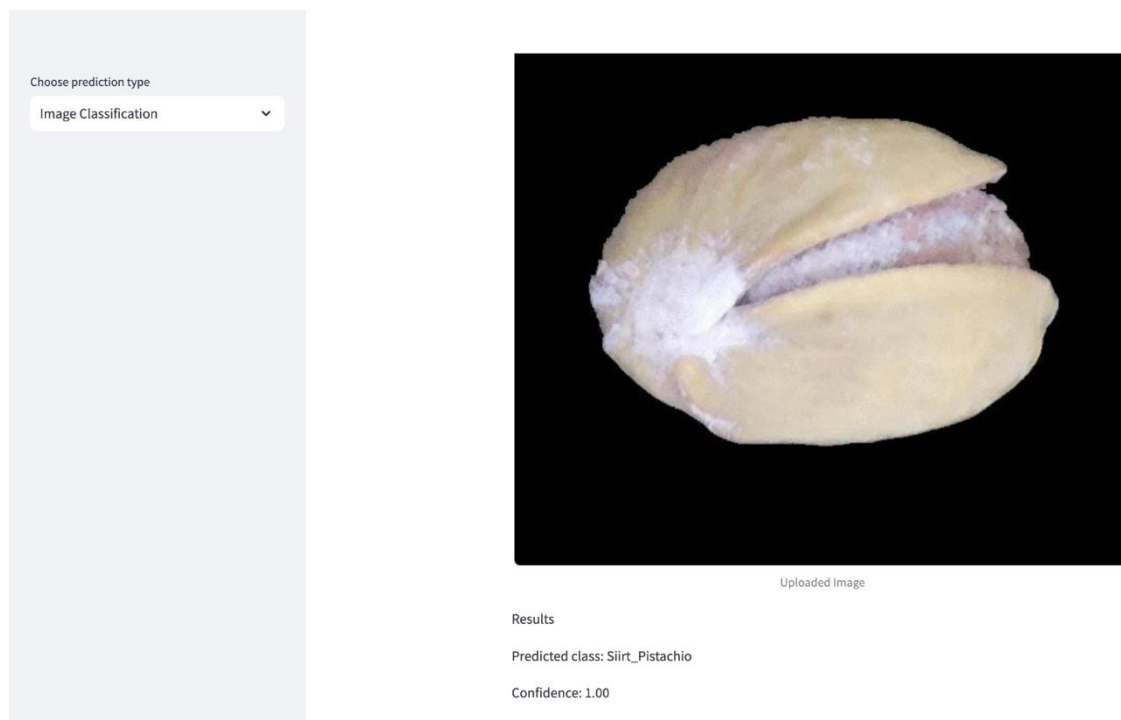 Choose prediction type
Image Classification
Uploaded Image
Results
Predicted class: Siirt_Pistachio
Confidence: 1.00